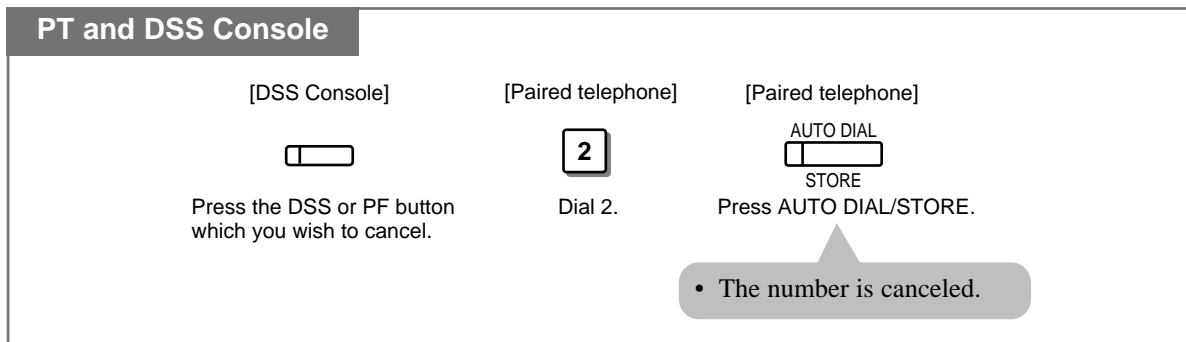 PT and DSS Console
[DSS Console]
[Paired telephone]
[Paired telephone]
2
AUTO DIAL
STORE
Press the DSS or PF button
which you wish to cancel.
Dial 2.
Press AUTO DIAL/STORE.
• The number is canceled.